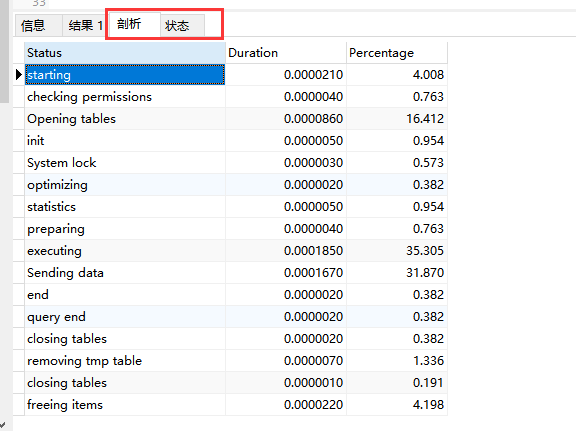 33
信息 结果 1 剖析 状态
Status Duration Percentage
starting 0.0000210 4.008
checking permissions 0.0000040 0.763
Opening tables 0.0000860 16.412
init 0.0000050 0.954
System lock 0.0000030 0.573
optimizing 0.0000020 0.382
statistics 0.0000050 0.954
preparing 0.0000040 0.763
executing 0.0001850 35.305
Sending data 0.0001670 31.870
end 0.0000020 0.382
query end 0.0000020 0.382
closing tables 0.0000020 0.382
removing tmp table 0.0000070 1.336
closing tables 0.0000010 0.191
freeing items 0.0000220 4.198